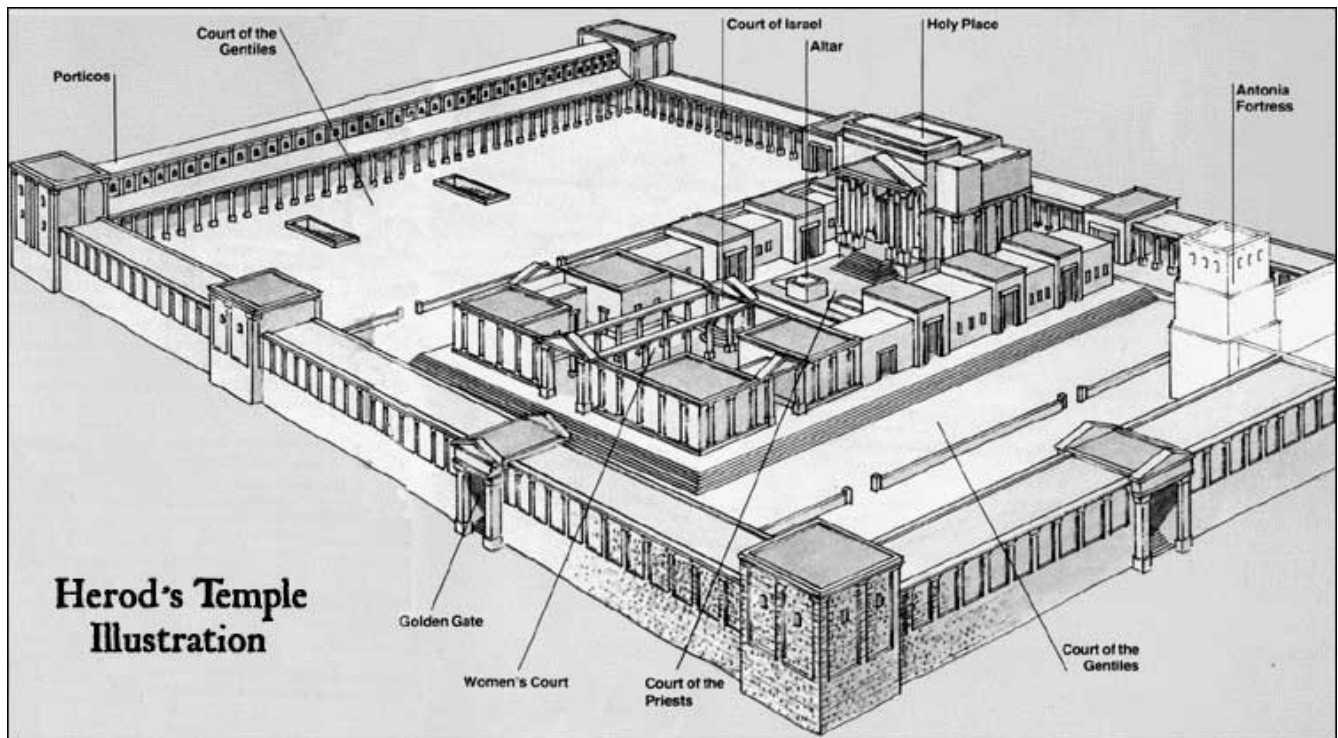 Court of the
Gentiles
Porticos
Court of Israel
Altar
Holy Place
Antonia
Fortress
Herod's Temple
Illustration
Golden Gate
Women's Court
Court of the
Priests
Court of the
Gentiles